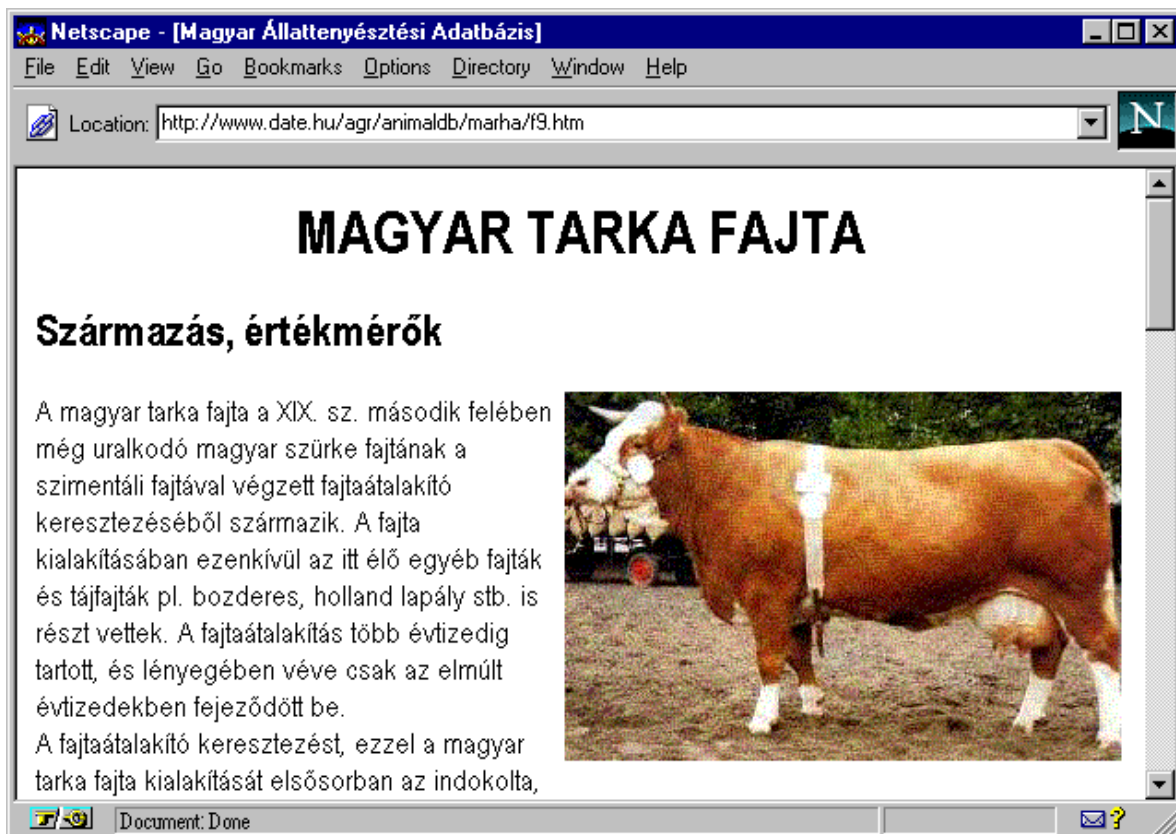 Netscape - [Magyar Állattenyésztési Adatbázis]
File Edit View Go Bookmarks Options Directory Window Help
Location: http://www.date.hu/agr/animaldb/marha/f9.htm
N
MAGYAR TARKA FAJTA
Származás, értékmérők
A magyar tarka fajta a XIX. sz. második felében
még uralkodó magyar szürke fajtának a
szimentáli fajtával végzett fajtaátalakító
keresztezéséből származik. A fajta
kialakításában ezenkívül az itt élő egyéb fajták
és tájfajták pl. bozderes, holland lapály stb. is
részt vettek. A fajtaátalakítás több évtizedig
tartott, és lényegében véve csak az elmúlt
évtizedekben fejeződött be.
A fajtaátalakító keresztezést, ezzel a magyar
tarka fajta kialakítását elsősorban az indokolta,
Document: Done